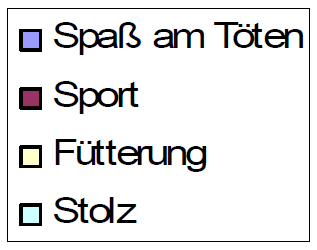 Spaß am Töten
Sport
Fütterung
Stolz